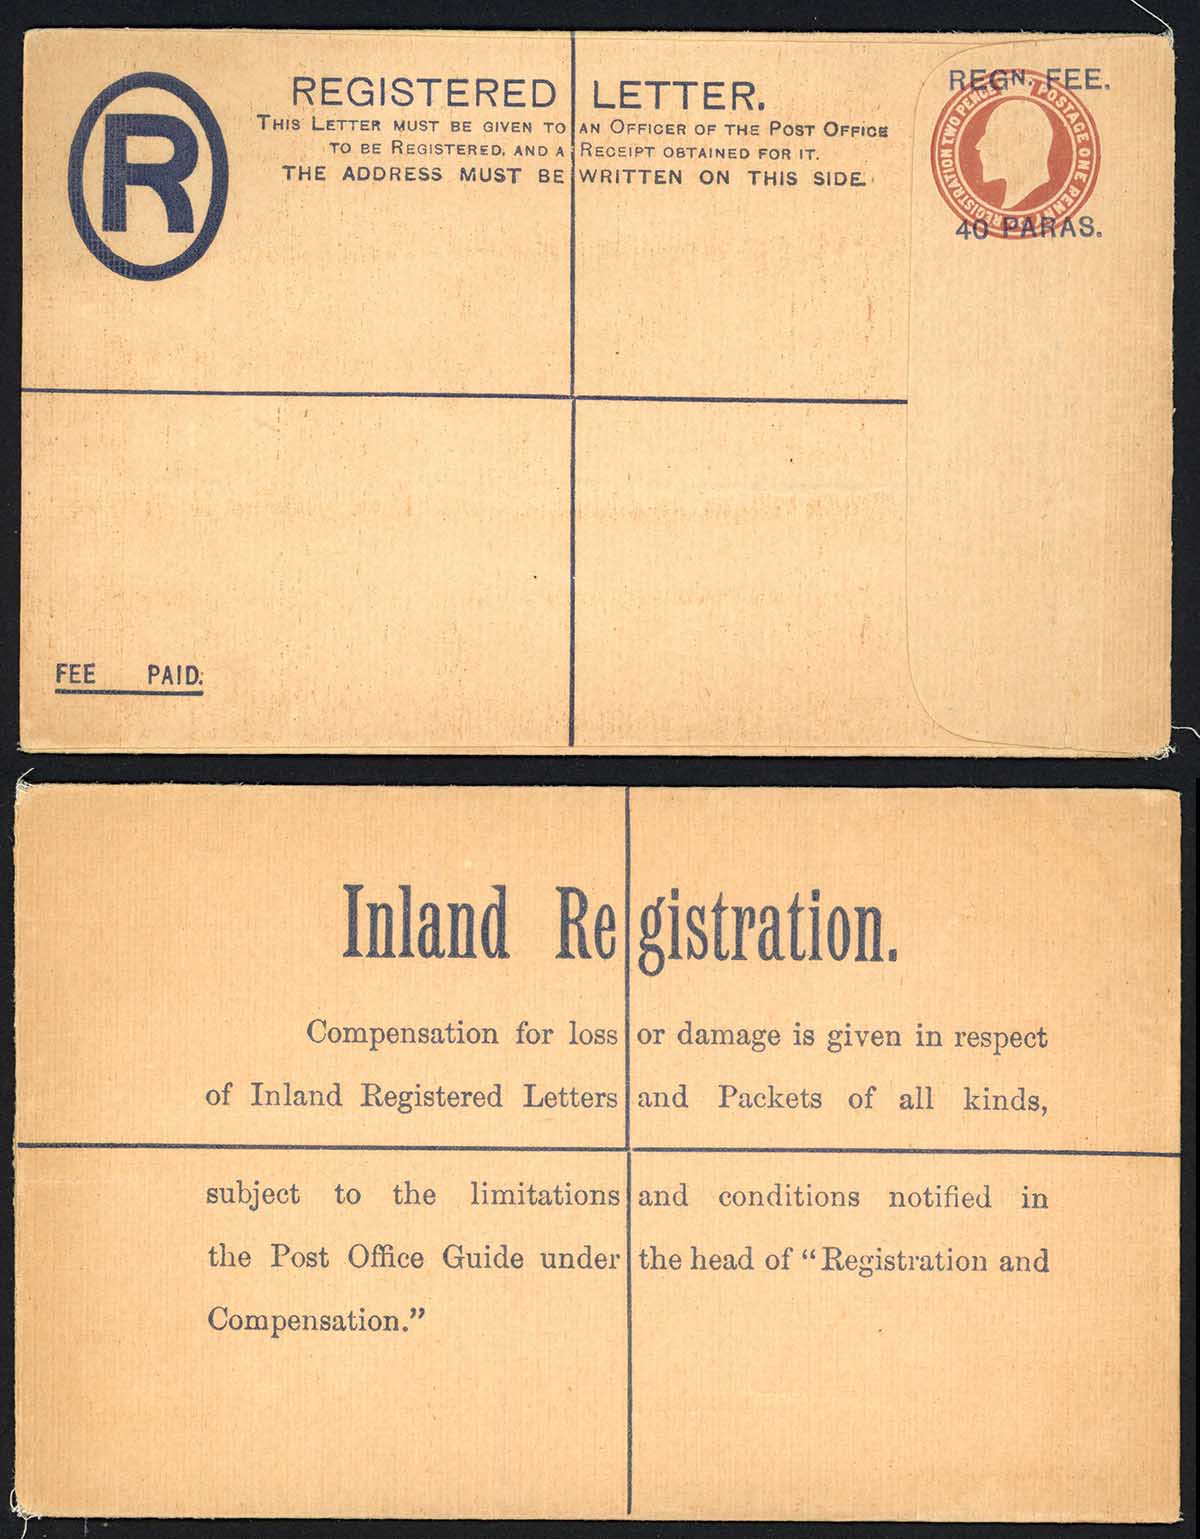 R
REGISTERED LETTER.
THIS LETTER MUST BE GIVEN TO AN OFFICER OF THE POST OFFICE
TO BE REGISTERED, AND A RECEIPT OBTAINED FOR IT.
THE ADDRESS MUST BE WRITTEN ON THIS SIDE.
REGN. FEE.
POSTAGE ONE PENNY
REGISTRATION TWO PENCE
40 PARAS.
FEE PAID.
Inland Registration.
Compensation for loss or damage is given in respect
of Inland Registered Letters and Packets of all kinds,
subject to the limitations and conditions notified in
the Post Office Guide under the head of “Registration and
Compensation.”